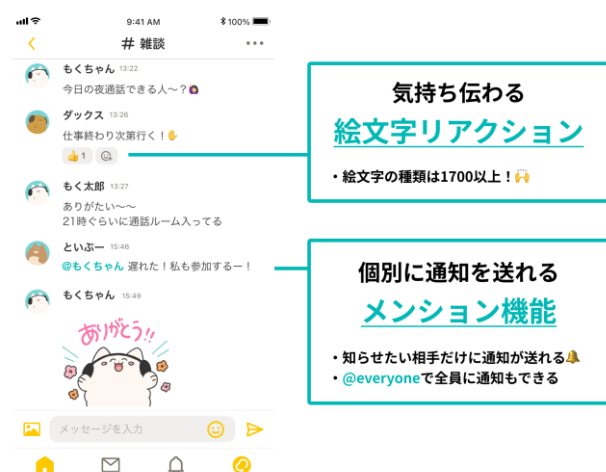 9:41 AM
100%
# 雑談
もくちゃん 13:22
今日の夜通話できる人〜？🙆🏻‍♀️
ダックス 13:26
仕事終わり次第行く！✋
👍 1
もく太郎 13:27
ありがたい〜〜
21時ぐらいに通話ルーム入ってる
といぷー 15:46
@もくちゃん 遅れた！私も参加するー！
もくちゃん 15:49
ありがとう!!
メッセージを入力
気持ち伝わる
絵文字リアクション
・絵文字の種類は1700以上！🙌
個別に通知を送れる
メンション機能
・知らせたい相手だけに通知が送れる🔔
・@everyoneで全員に通知もできる